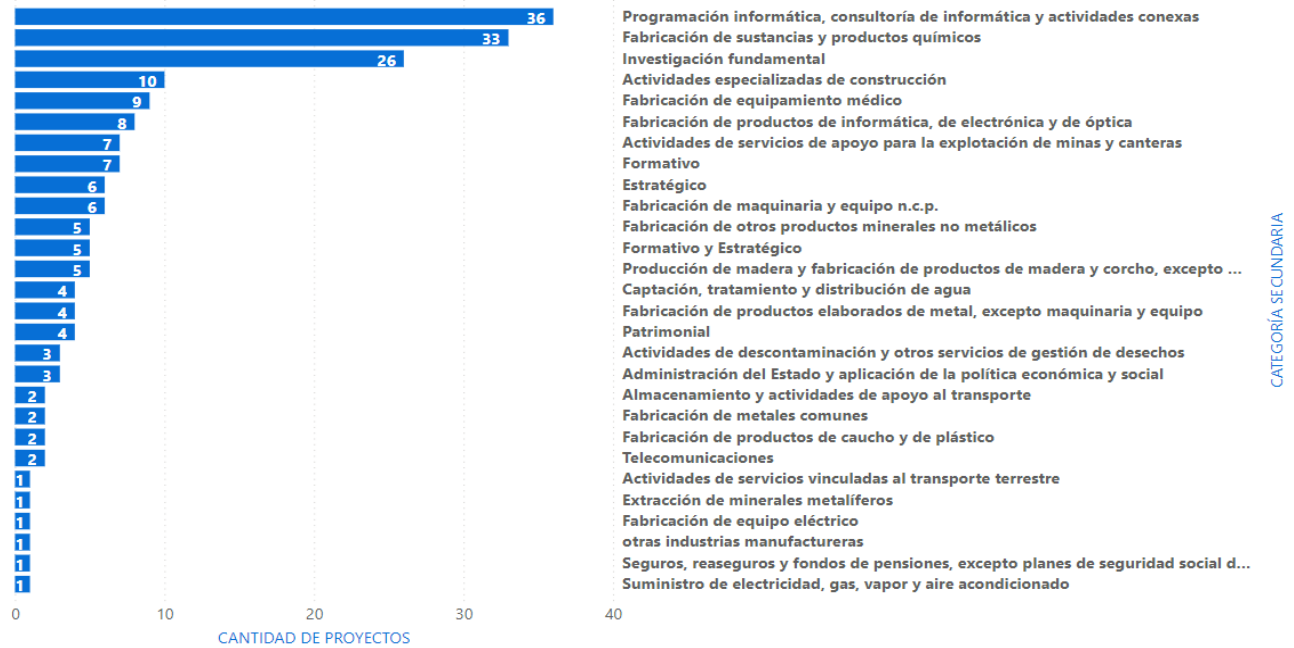 36 Programación informática, consultoría de informática y actividades conexas
33 Fabricación de sustancias y productos químicos
26 Investigación fundamental
10 Actividades especializadas de construcción
9 Fabricación de equipamiento médico
8 Fabricación de productos de informática, de electrónica y de óptica
7 Actividades de servicios de apoyo para la explotación de minas y canteras
7 Formativo
6 Estratégico
6 Fabricación de maquinaria y equipo n.c.p.
5 Fabricación de otros productos minerales no metálicos
5 Formativo y Estratégico
5 Producción de madera y fabricación de productos de madera y corcho, excepto ...
4 Captación, tratamiento y distribución de agua
4 Fabricación de productos elaborados de metal, excepto maquinaria y equipo
4 Patrimonial
3 Actividades de descontaminación y otros servicios de gestión de desechos
3 Administración del Estado y aplicación de la política económica y social
2 Almacenamiento y actividades de apoyo al transporte
2 Fabricación de metales comunes
2 Fabricación de productos de caucho y de plástico
2 Telecomunicaciones
1 Actividades de servicios vinculadas al transporte terrestre
1 Extracción de minerales metalíferos
1 Fabricación de equipo eléctrico
1 otras industrias manufactureras
1 Seguros, reaseguros y fondos de pensiones, excepto planes de seguridad social d...
1 Suministro de electricidad, gas, vapor y aire acondicionado
0 10 20 30 40
CANTIDAD DE PROYECTOS
CATEGORÍA SECUNDARIA